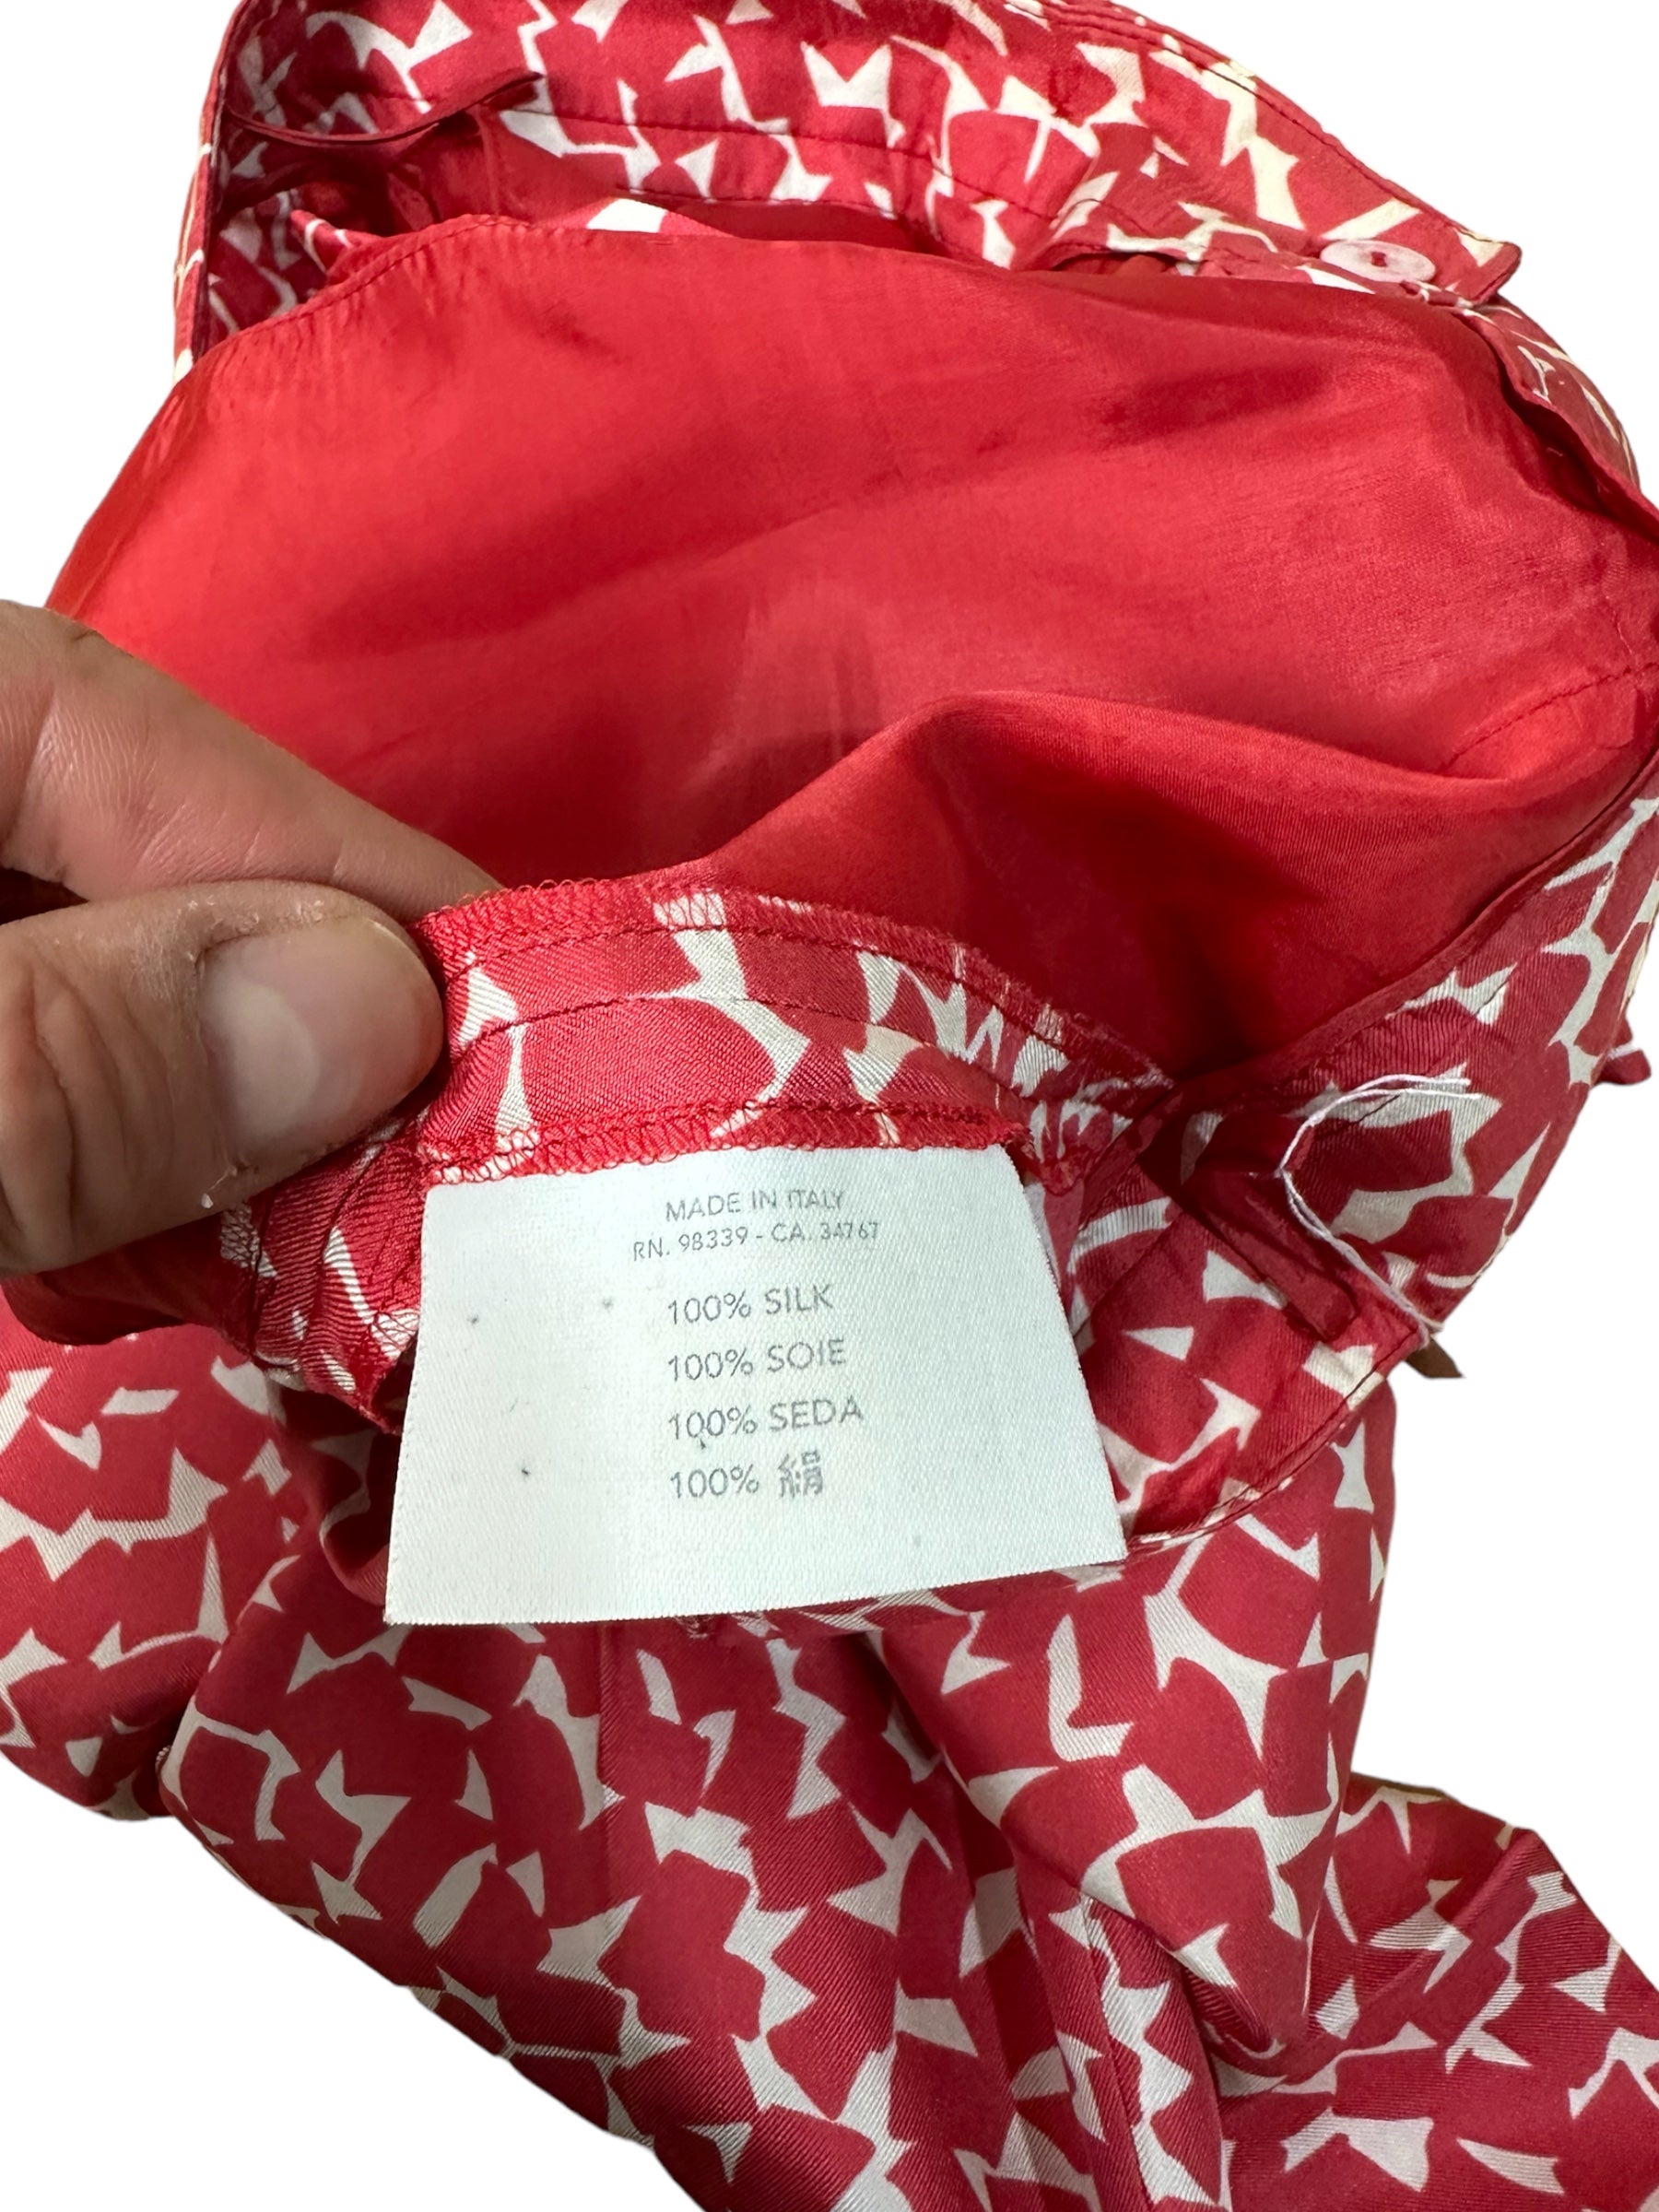 MADE IN ITALY
RN. 98339 - CA. 34767
100% SILK
100% SOIE
100% SEDA
100% 絹